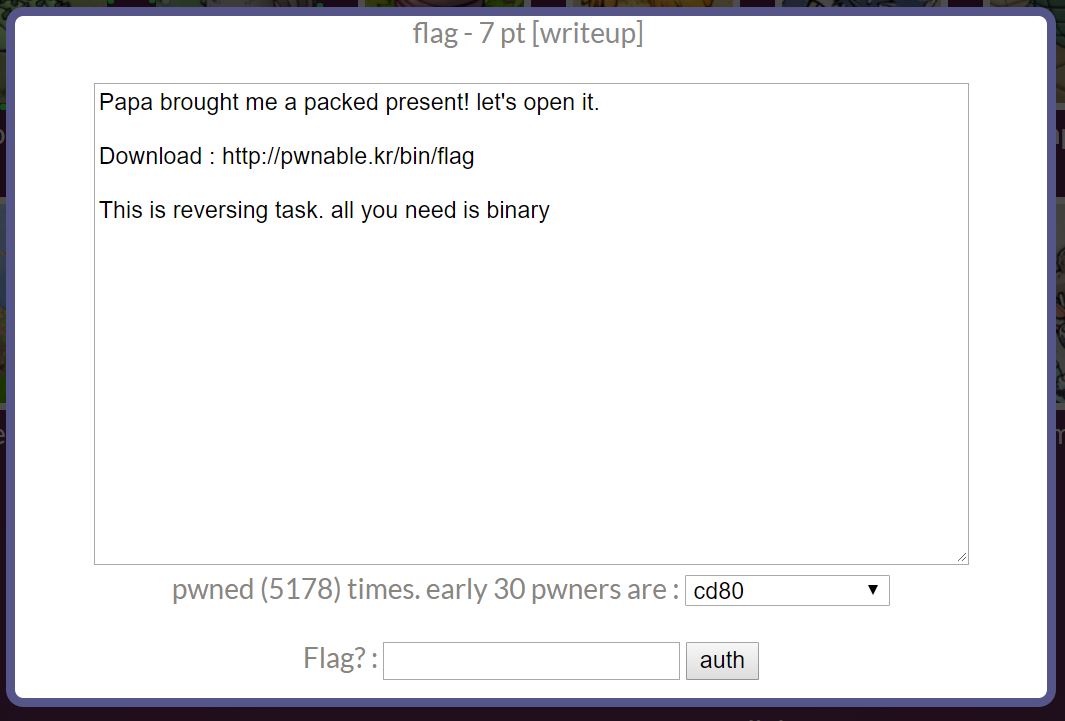 flag - 7 pt [writeup]
Papa brought me a packed present! let's open it.
Download : http://pwnable.kr/bin/flag
This is reversing task. all you need is binary
pwned (5178) times. early 30 pwners are : cd80
Flag? : auth